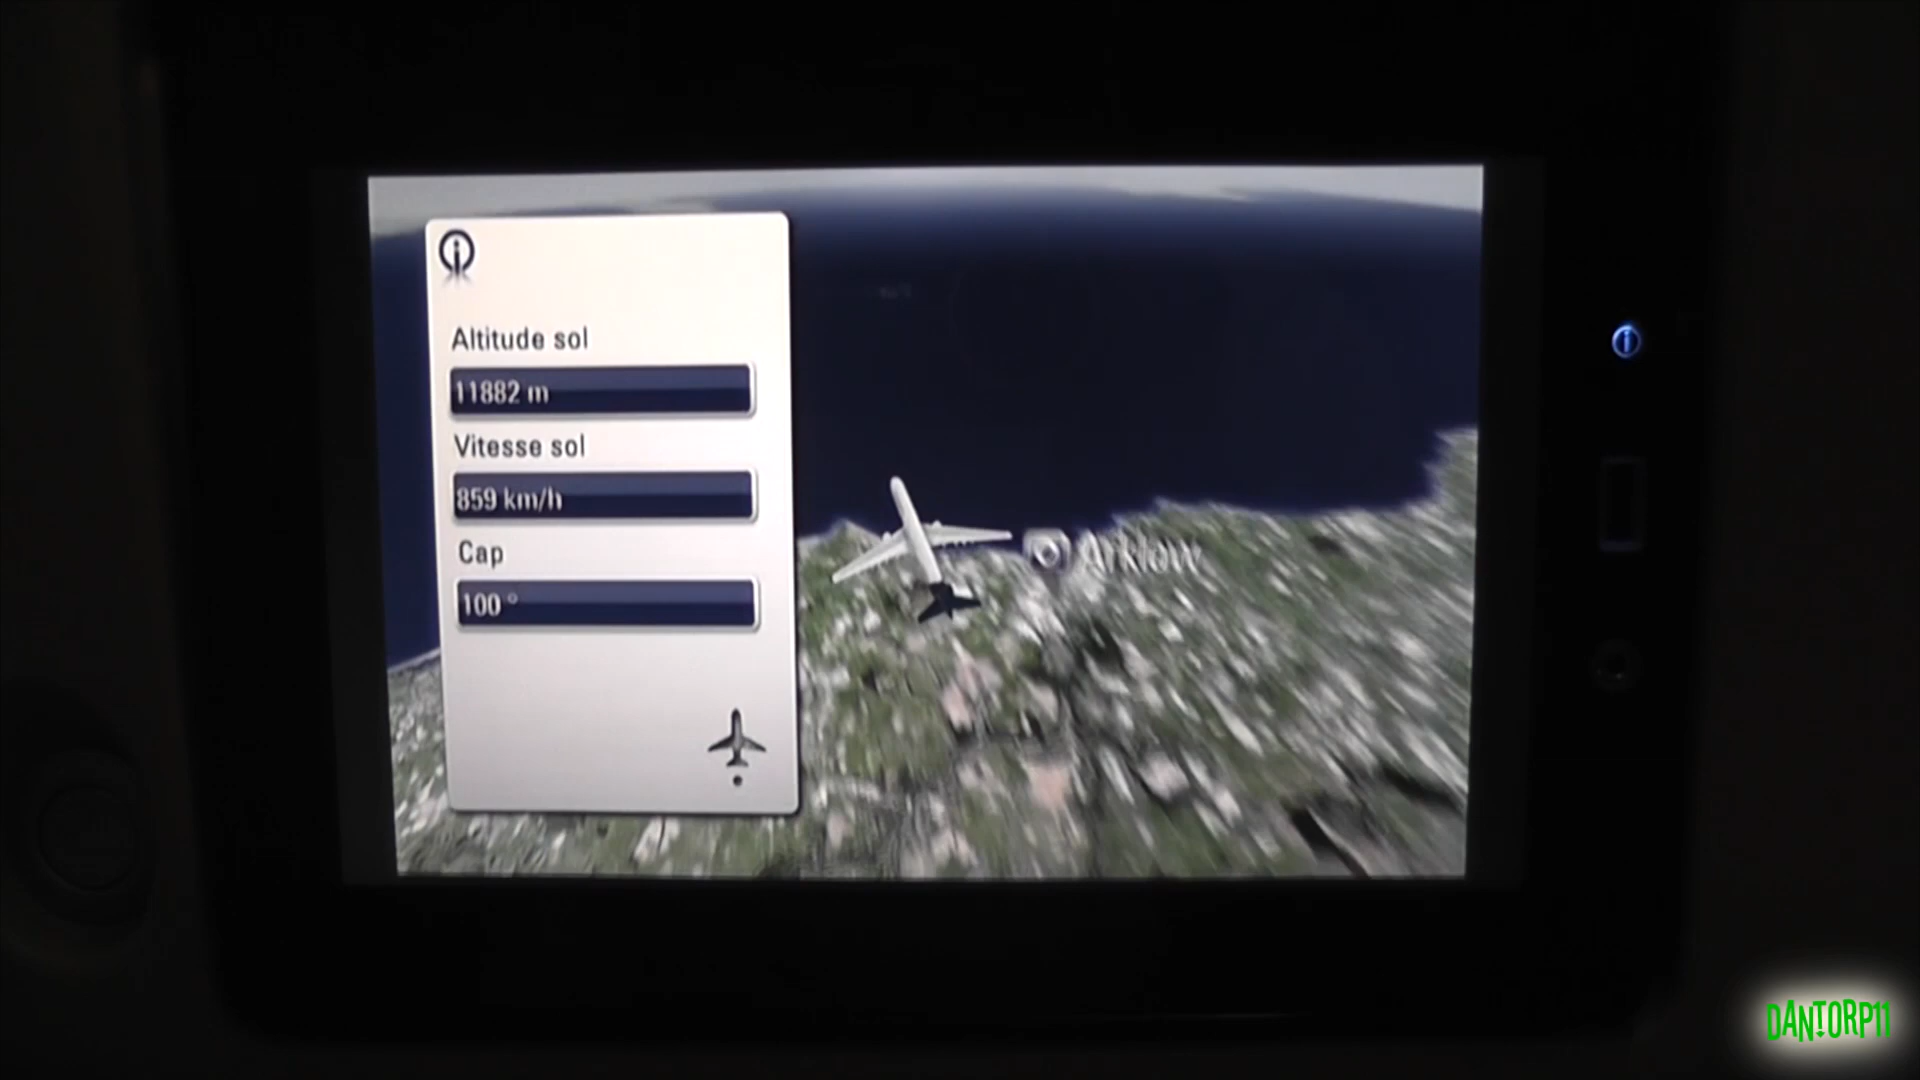 Altitude sol
11882 m
Vitesse sol
859 km/h
Cap
100 °
Arklow
DANTORP11